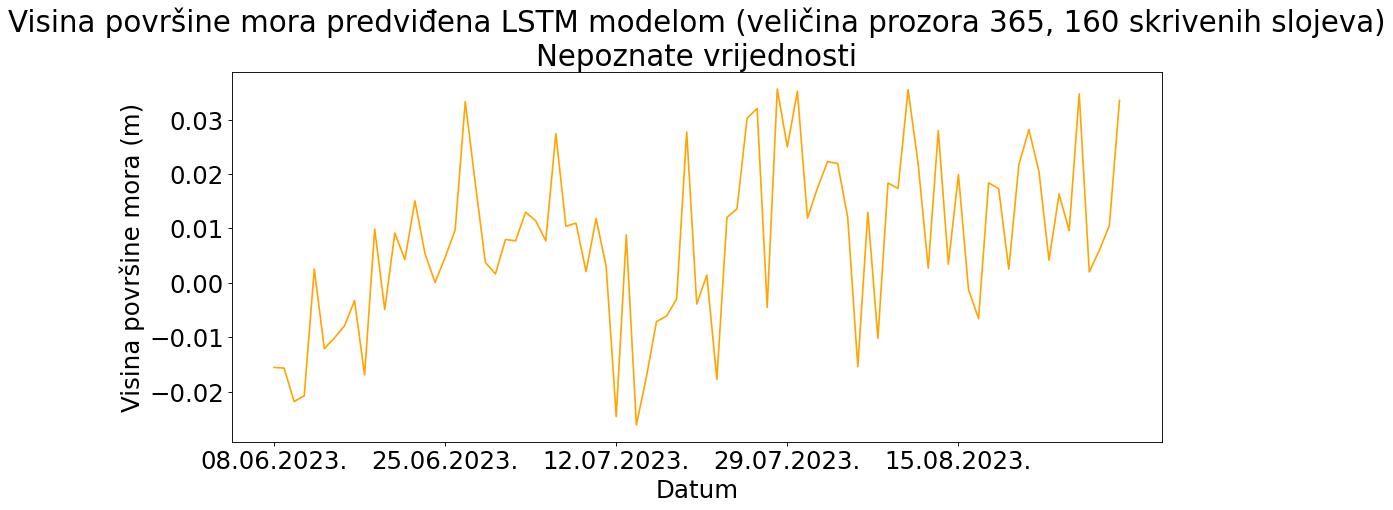 Visina površine mora predviđena LSTM modelom (veličina prozora 365, 160 skrivenih slojeva)
Nepoznate vrijednosti
Visina površine mora (m)
0.03
0.02
0.01
0.00
−0.01
−0.02
08.06.2023. 25.06.2023. 12.07.2023. 29.07.2023. 15.08.2023.
Datum